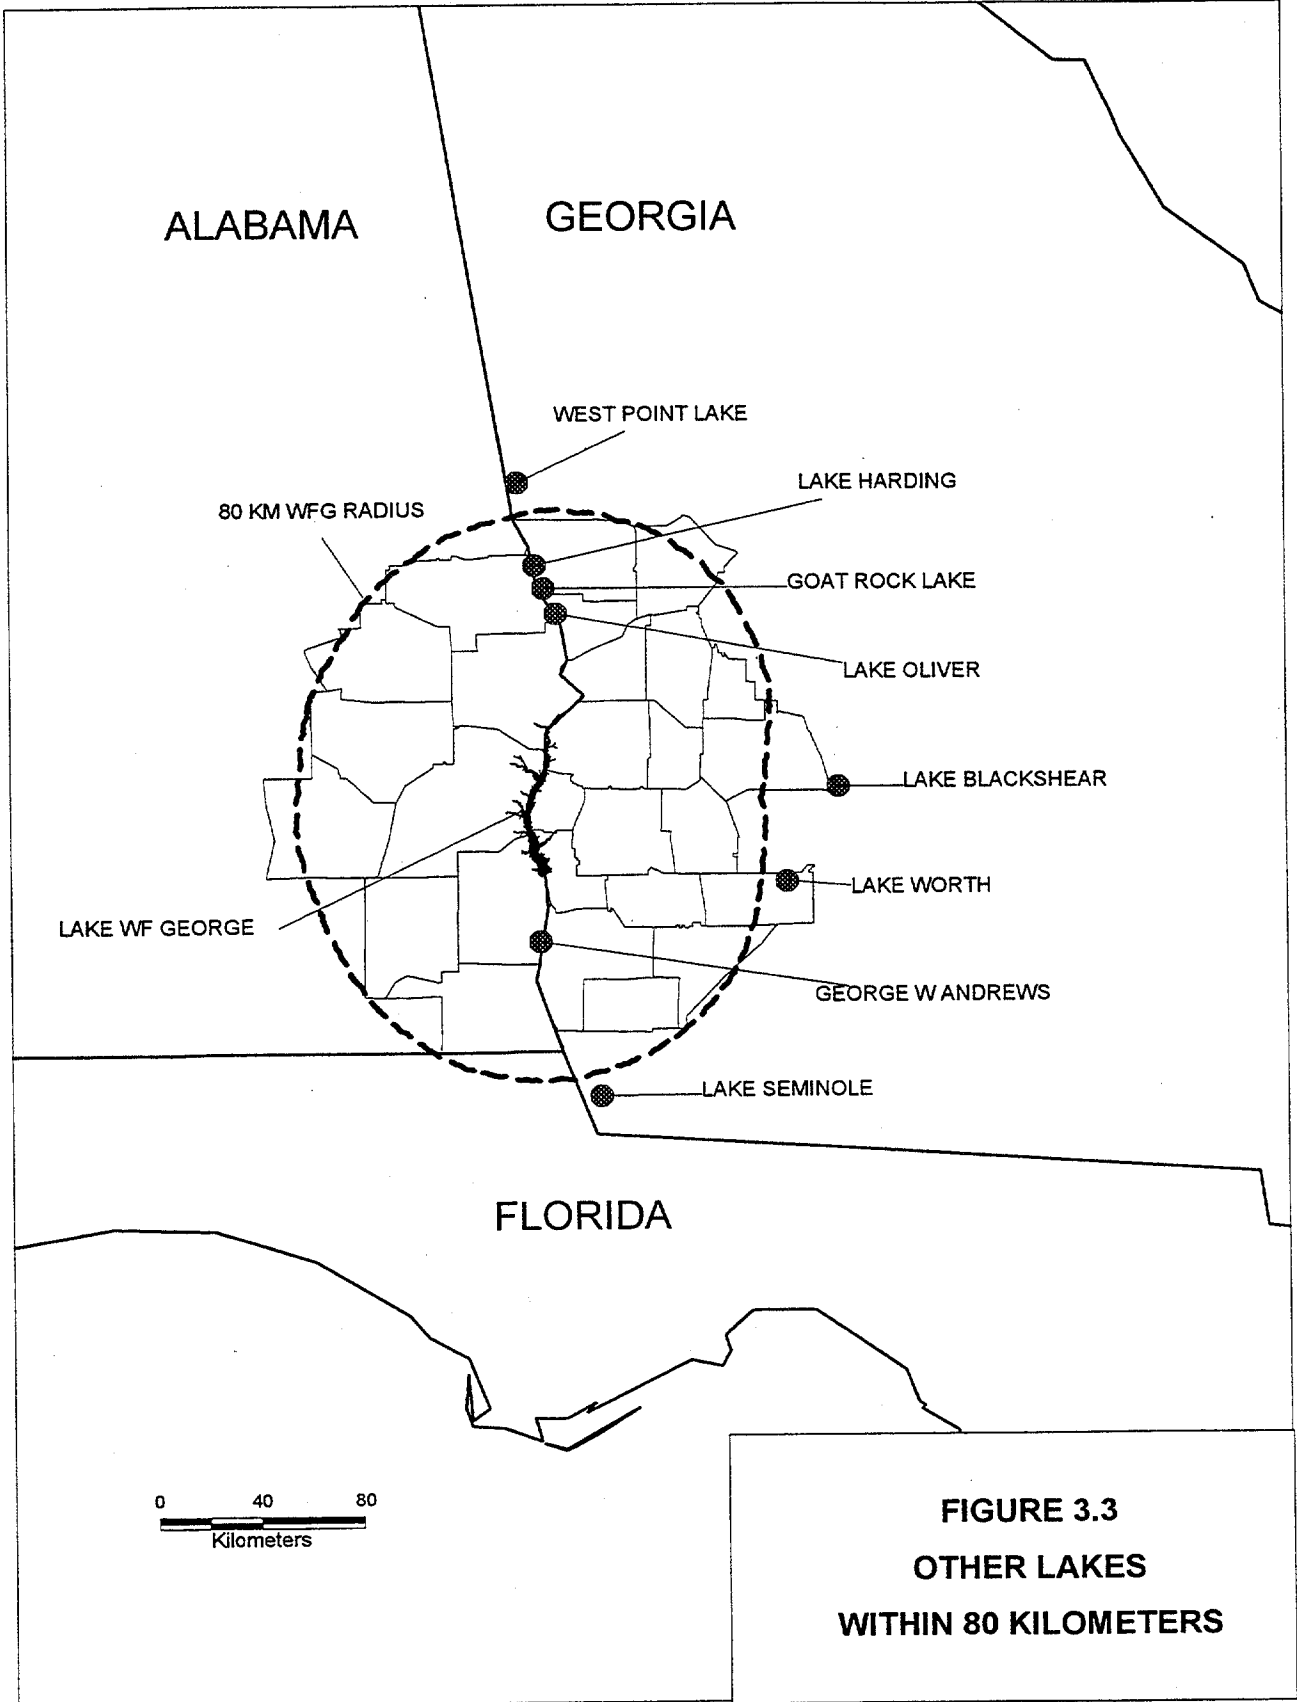 ALABAMA
GEORGIA
WEST POINT LAKE
LAKE HARDING
80 KM WFG RADIUS
GOAT ROCK LAKE
LAKE OLIVER
LAKE BLACKSHEAR
LAKE WORTH
LAKE WF GEORGE
GEORGE W ANDREWS
LAKE SEMINOLE
FLORIDA
0 40 80
Kilometers
FIGURE 3.3
OTHER LAKES
WITHIN 80 KILOMETERS